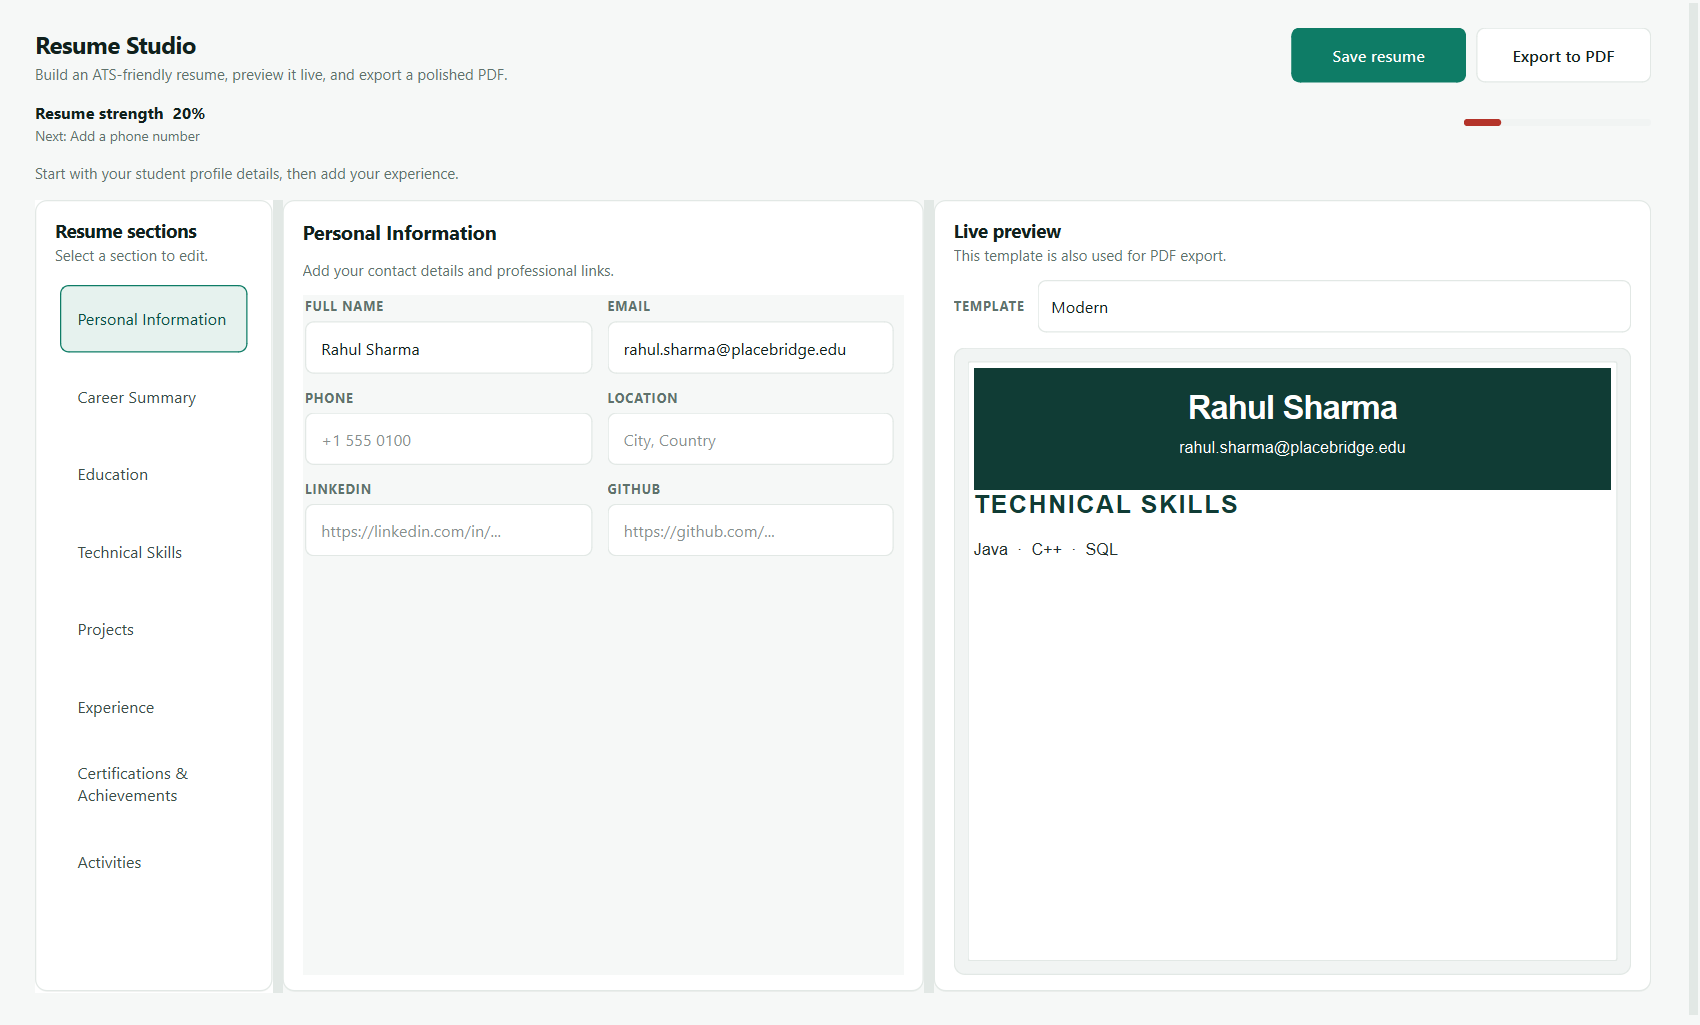 Resume Studio
Build an ATS-friendly resume, preview it live, and export a polished PDF.
Save resume
Export to PDF
Resume strength 20%
Next: Add a phone number
Start with your student profile details, then add your experience.
Resume sections
Select a section to edit.
Personal Information
Career Summary
Education
Technical Skills
Projects
Experience
Certifications &
Achievements
Activities
Personal Information
Add your contact details and professional links.
FULL NAME
Rahul Sharma
EMAIL
rahul.sharma@placebridge.edu
PHONE
+1 555 0100
LOCATION
City, Country
LINKEDIN
https://linkedin.com/in/...
GITHUB
https://github.com/...
Live preview
This template is also used for PDF export.
TEMPLATE
Modern
Rahul Sharma
rahul.sharma@placebridge.edu
TECHNICAL SKILLS
Java · C++ · SQL